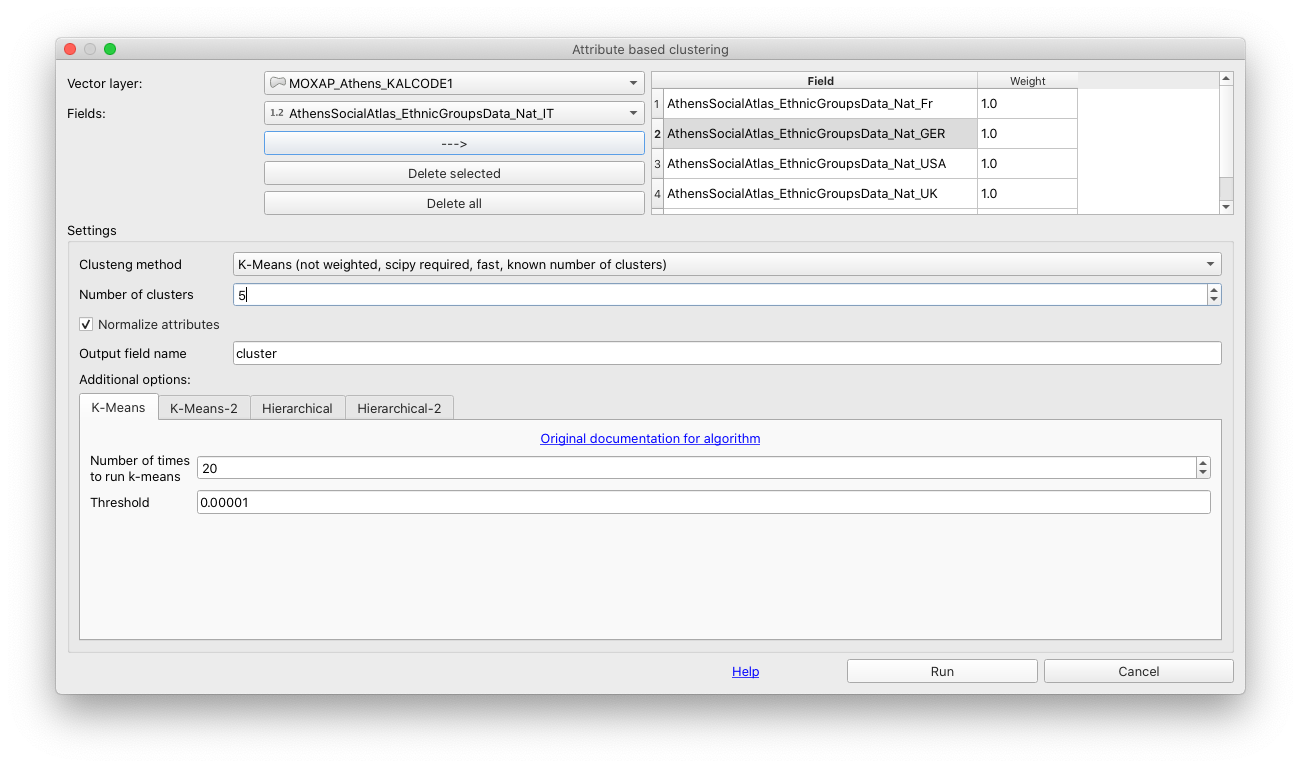 Attribute based clustering
Vector layer:
MOXAP_Athens_KALCODE1
Fields:
1.2 AthensSocialAtlas_EthnicGroupsData_Nat_IT
--->
Delete selected
Delete all
Field Weight
1 AthensSocialAtlas_EthnicGroupsData_Nat_Fr 1.0
2 AthensSocialAtlas_EthnicGroupsData_Nat_GER 1.0
3 AthensSocialAtlas_EthnicGroupsData_Nat_USA 1.0
4 AthensSocialAtlas_EthnicGroupsData_Nat_UK 1.0
Settings
Clusteng method K-Means (not weighted, scipy required, fast, known number of clusters)
Number of clusters 5
Normalize attributes
Output field name cluster
Additional options:
K-Means K-Means-2 Hierarchical Hierarchical-2
Original documentation for algorithm
Number of times
to run k-means
20
Threshold 0.00001
Help Run Cancel